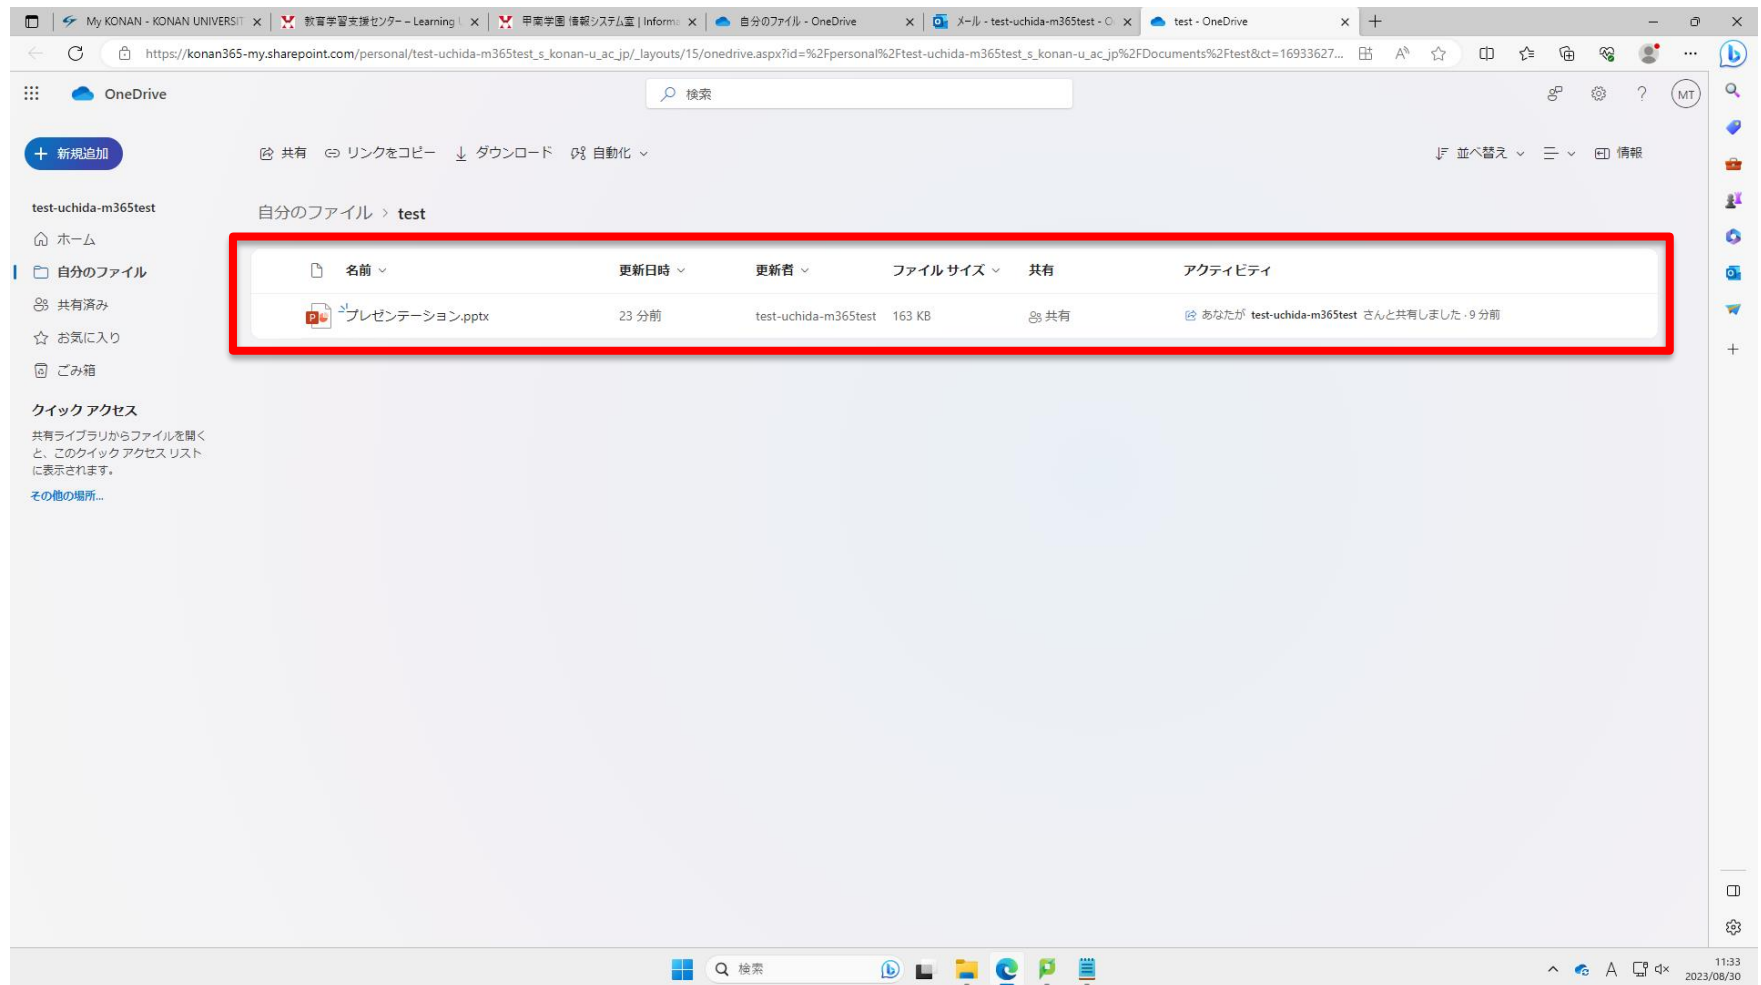 My KONAN - KONAN UNIVERSIT
教育学習支援センター – Learning
甲南学園 情報システム室 | Informa
自分のファイル - OneDrive
メール - test-uchida-m365test - O
test - OneDrive
https://konan365-my.sharepoint.com/personal/test-uchida-m365test_s_konan-u_ac_jp/_layouts/15/onedrive.aspx?id=%2Fpersonal%2Ftest-uchida-m365test_s_konan-u_ac_jp%2FDocuments%2Ftest&ct=16933627...
OneDrive
検索
? MT
+ 新規追加
共有 リンクをコピー ダウンロード 自動化
並べ替え 情報
test-uchida-m365test
自分のファイル > test
ホーム
自分のファイル
共有済み
お気に入り
ごみ箱
名前 更新日時 更新者 ファイル サイズ 共有 アクティビティ
プレゼンテーション.pptx 23 分前 test-uchida-m365test 163 KB 共有 あなたが test-uchida-m365test さんと共有しました · 9 分前
クイック アクセス
共有ライブラリからファイルを開く
と、このクイック アクセス リスト
に表示されます。
その他の場所...
検索
A
11:33
2023/08/30